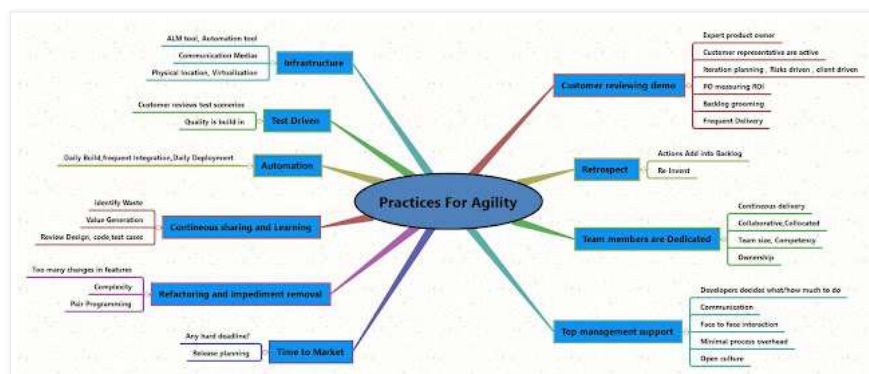 ALM tool, Automation tool
Communication Medias
Physical location, Virtualization
Infrastructure
Customer reviews test scenarios
Quality is build in
Test Driven
Daily Build,frequent Integration,Daily Deployment
Automation
Identify Waste
Value Generation
Review Design, code,test cases
Contineous sharing and Learning
Too many changes in features
Complexity
Pair Programming
Refactoring and impediment removal
Any hard deadline?
Release planning
Time to Market
Practices For Agility
Customer reviewing demo
Expert product owner
Customer representative are active
Iteration planning , Risks driven , client driven
PO measuring ROI
Backlog grooming
Frequent Delivery
Retrospect
Actions Add into Backlog
Re-Invent
Team members are Dedicated
Contineous delivery
Collaborative,Collocated
Team size, Competency
Ownership
Top management support
Developers decides what/how much to do
Communication
Face to face interaction
Minimal process overhead
Open culture